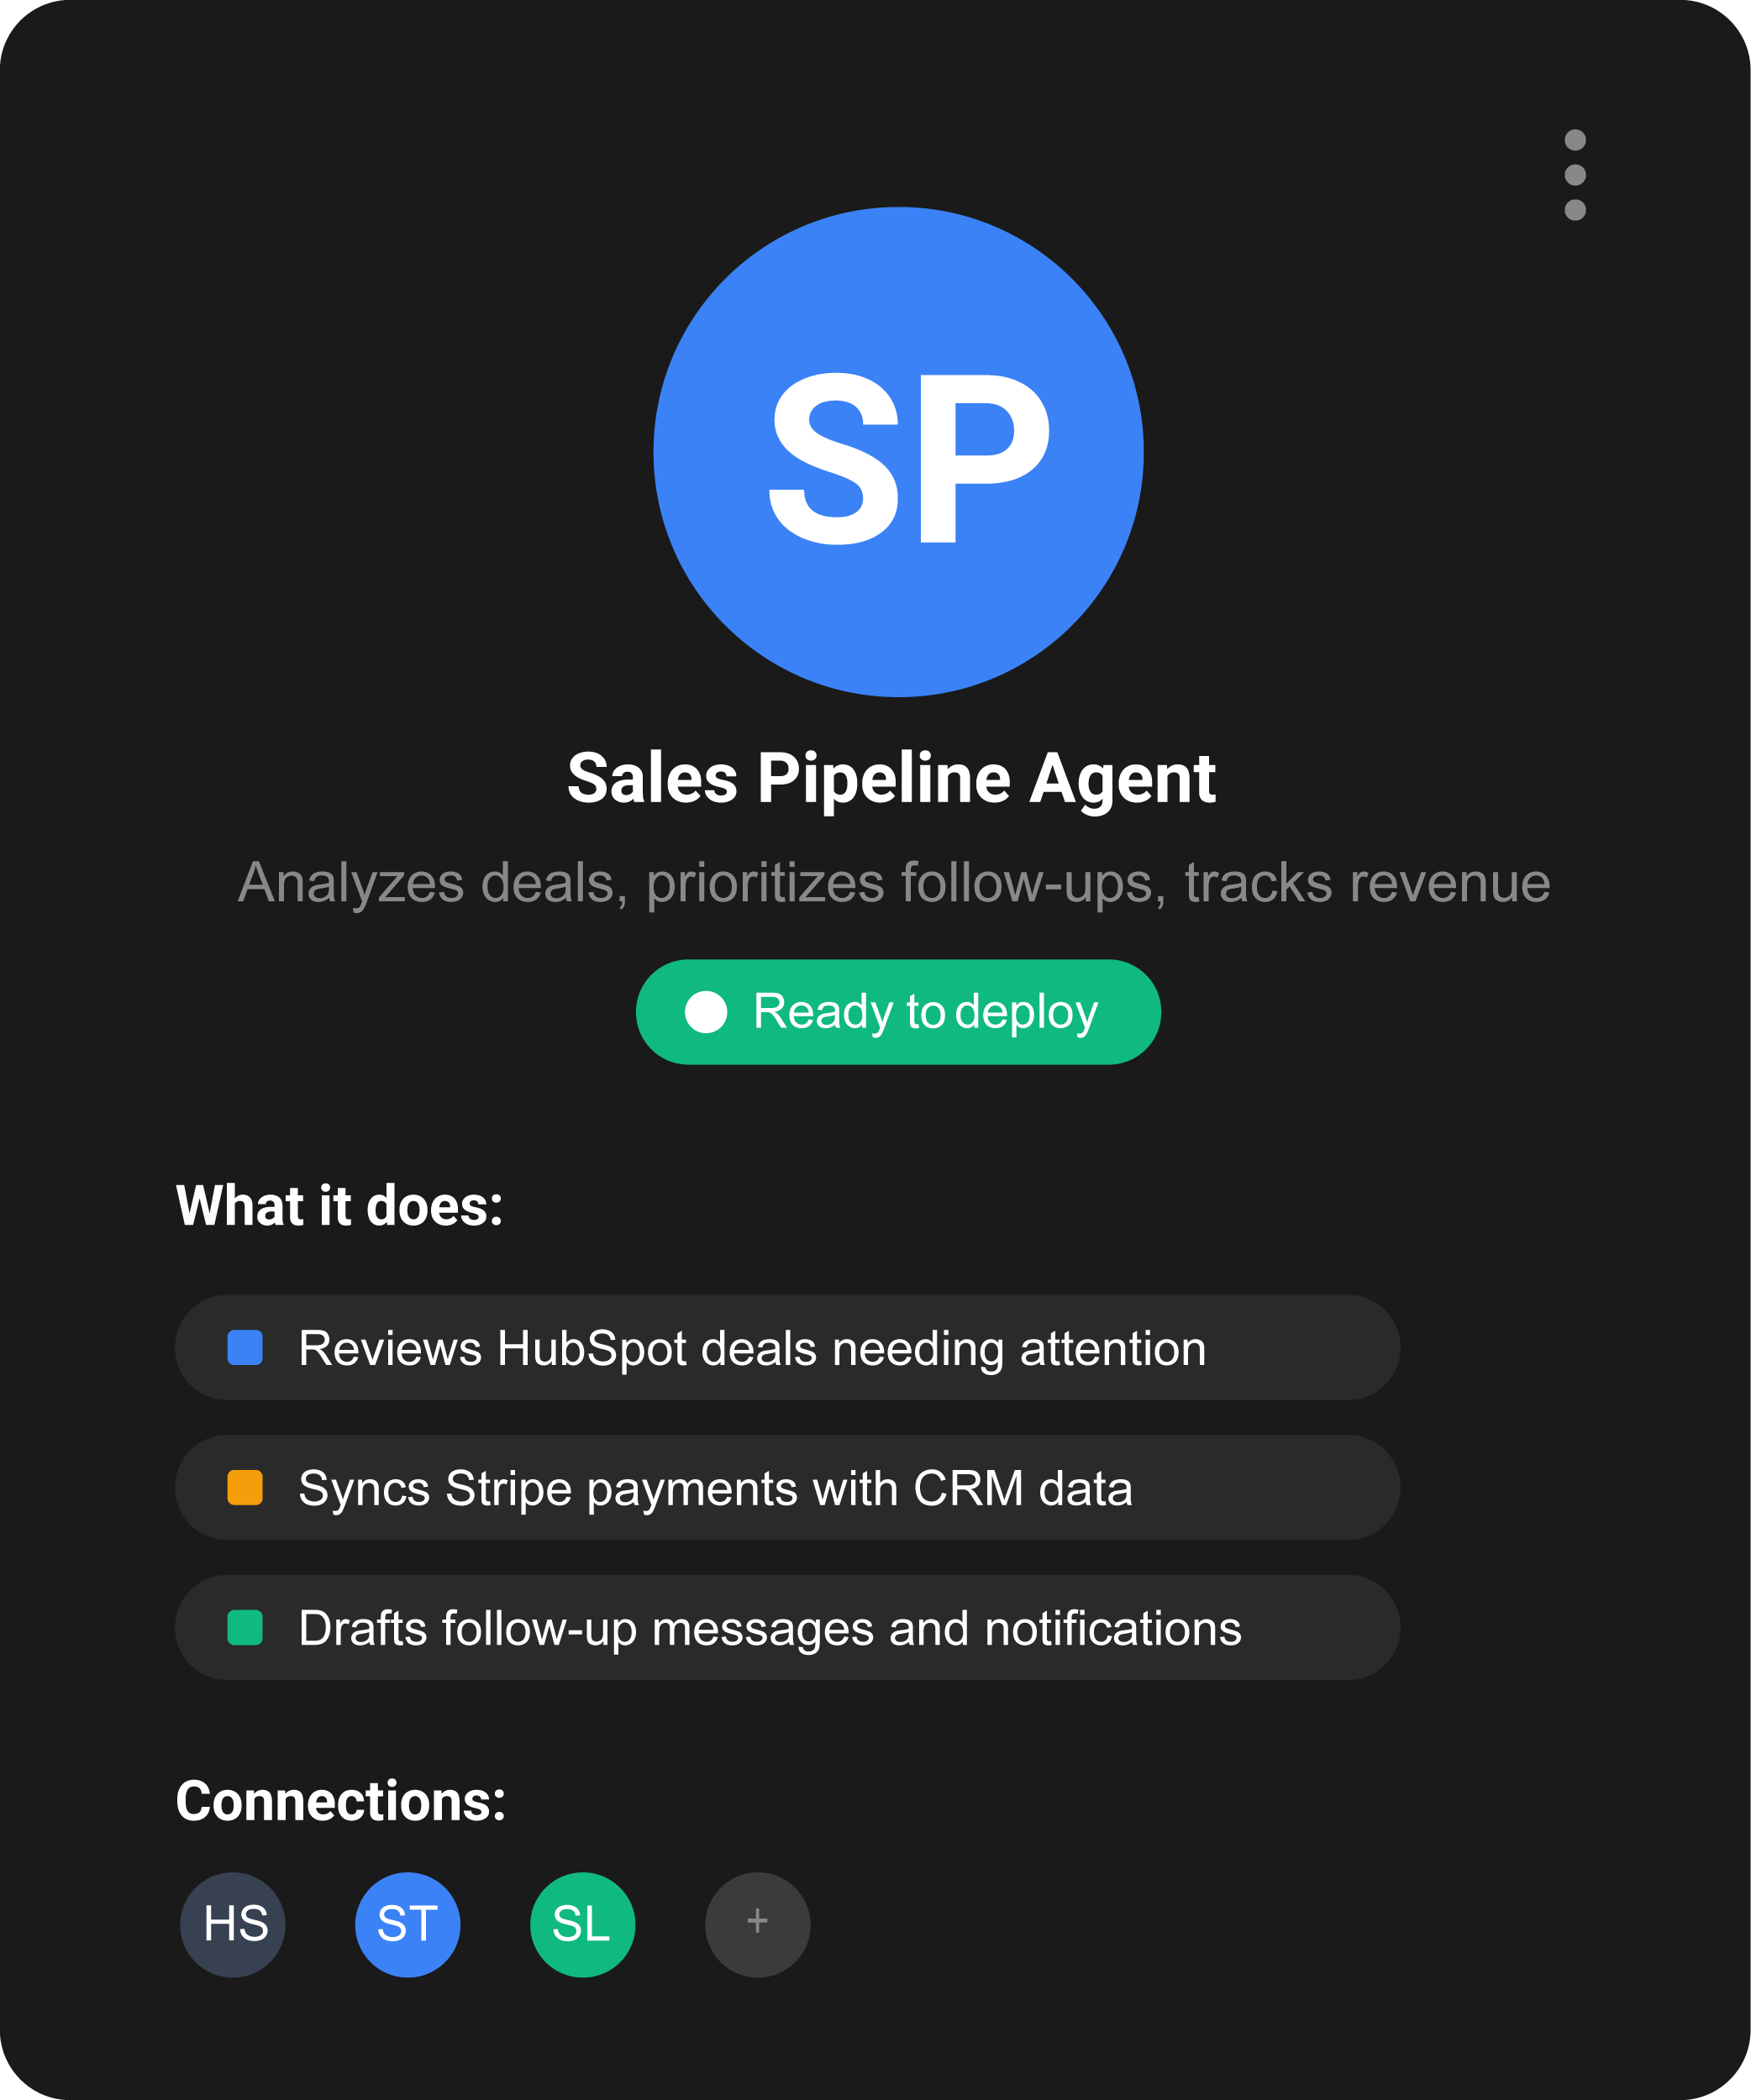 SP
Sales Pipeline Agent
Analyzes deals, prioritizes follow-ups, tracks revenue
Ready to deploy
What it does:
Reviews HubSpot deals needing attention
Syncs Stripe payments with CRM data
Drafts follow-up messages and notifications
Connections:
HS ST SL +